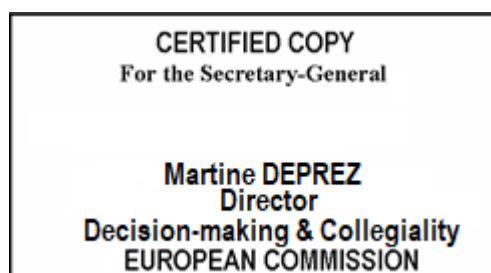 CERTIFIED COPY
For the Secretary-General
Martine DEPREZ
Director
Decision-making & Collegiality
EUROPEAN COMMISSION